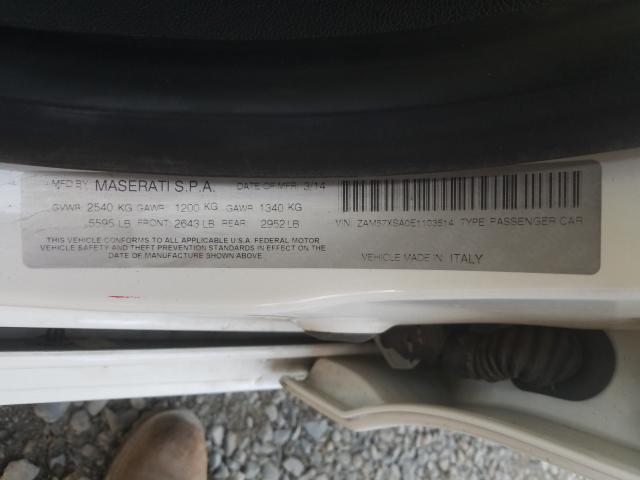 MFD BY MASERATI S.P.A. DATE OF MFR 3/14
GVWR 2540 KG GAWR 1200 KG GAWR 1340 KG
5595 LB FRONT 2643 LB REAR 2952 LB
THIS VEHICLE CONFORMS TO ALL APPLICABLE U.S.A. FEDERAL MOTOR
VEHICLE SAFETY AND THEFT PREVENTION STANDARDS IN EFFECT ON THE
DATE OF MANUFACTURE SHOWN ABOVE
VIN: ZAM57XSA0E1103514 TYPE PASSENGER CAR
VEHICLE MADE IN ITALY